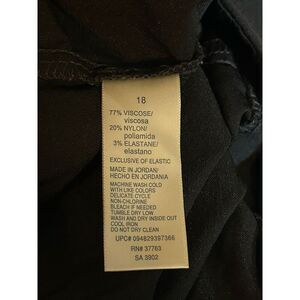 18
77% VISCOSE/
viscosa
20% NYLON/
poliamida
3% ELASTANE/
elastano
EXCLUSIVE OF ELASTIC
MADE IN JORDAN/
HECHO EN JORDANIA
MACHINE WASH COLD
WITH LIKE COLORS
DELICATE CYCLE
NON-CHLORINE
BLEACH IF NEEDED
TUMBLE DRY LOW
WASH AND DRY INSIDE OUT
COOL IRON
DO NOT DRY CLEAN
UPC# 094829397366
RN# 37763
SA 3902